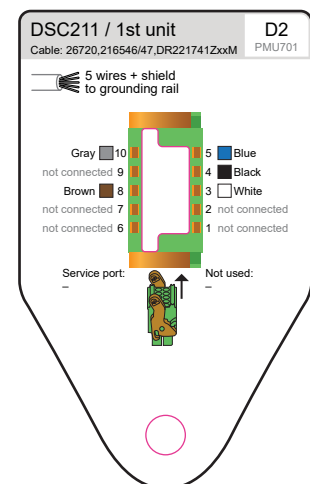 DSC211 / 1st unit
D2
Cable: 26720,216546/47,DR221741ZxxM
PMU701
5 wires + shield
to grounding rail
Gray 10
5 Blue
not connected 9
4 Black
Brown 8
3 White
not connected 7
2 not connected
not connected 6
1 not connected
Service port:
–
Not used:
–